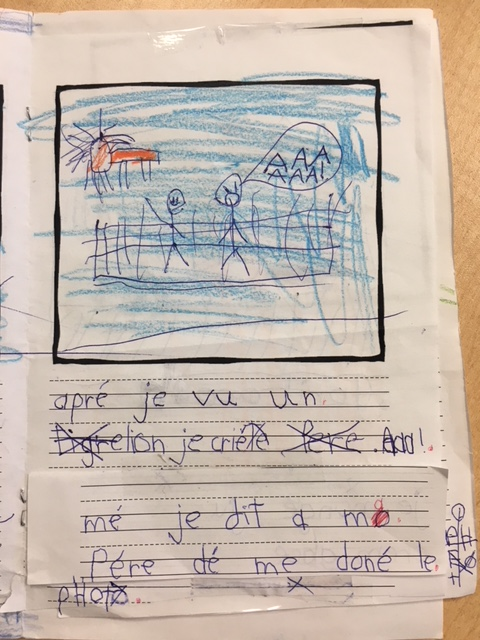 AAA
AAA!
apré je vu un.
lion je crié . Aaa!.
mé je dit a mo.
Pére dé me doné le.
photo.